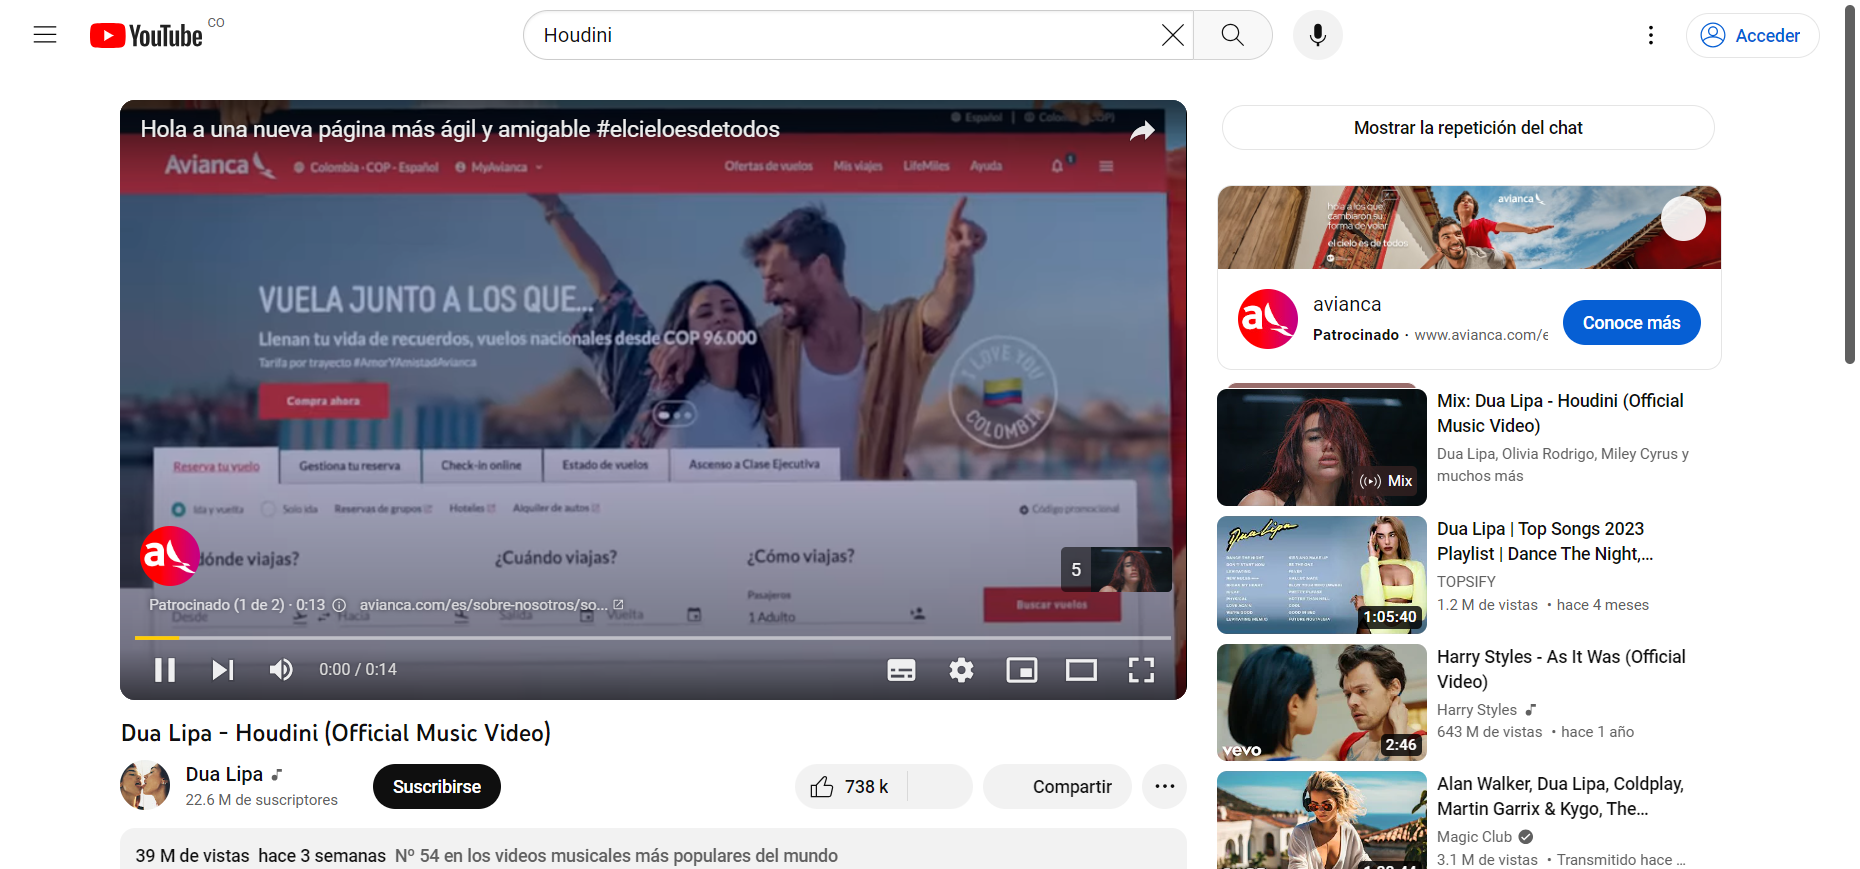 YouTube CO
Houdini
Acceder
Hola a una nueva página más ágil y amigable #elcieloesdetodos
Español
Avianca
Colombia - COP - Español
MyAvianca
Ofertas de vuelos
Mis viajes
LifeMiles
Ayuda
VUELA JUNTO A LOS QUE...
Llenan tu vida de recuerdos, vuelos nacionales desde COP 96.000
Tarifa por trayecto #AmorYAmistadAvianca
Compra ahora
I LOVE YOU
COLOMBIA
Reserva tu vuelo
Gestiona tu reserva
Check-in online
Estado de vuelos
Ascenso a Clase Ejecutiva
Ida y vuelta
Solo ida
Reservas de grupos
Hoteles
Alquiler de autos
Código promocional
dónde viajas?
¿Cuándo viajas?
¿Cómo viajas?
5
Patrocinado (1 de 2) · 0:13
avianca.com/es/sobre-nosotros/so...
Desde
Hacia
Salida
Vuelta
Pasajeros
1 Adulto
Buscar vuelos
0:00 / 0:14
Dua Lipa - Houdini (Official Music Video)
Dua Lipa
22.6 M de suscriptores
Suscribirse
738 k
Compartir
39 M de vistas hace 3 semanas Nº 54 en los videos musicales más populares del mundo
Mostrar la repetición del chat
hola a los que
cambiaron su
forma de volar
el cielo es de todos
avianca
avianca
Patrocinado · www.avianca.com/e
Conoce más
Mix
Mix: Dua Lipa - Houdini (Official
Music Video)
Dua Lipa, Olivia Rodrigo, Miley Cyrus y
muchos más
Dua Lipa
1:05:40
Dua Lipa | Top Songs 2023
Playlist | Dance The Night,...
TOPSIFY
1.2 M de vistas • hace 4 meses
vevo
2:46
Harry Styles - As It Was (Official
Video)
Harry Styles
643 M de vistas • hace 1 año
Alan Walker, Dua Lipa, Coldplay,
Martin Garrix & Kygo, The...
Magic Club
3.1 M de vistas • Transmitido hace ...